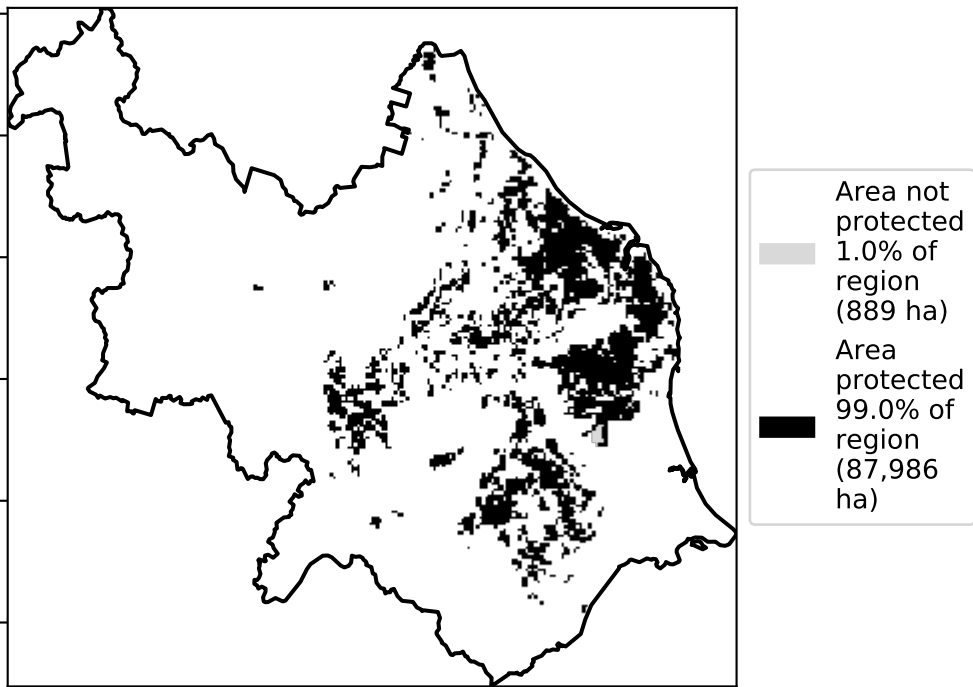 Area not
protected
1.0% of
region
(889 ha)
Area
protected
99.0% of
region
(87,986
ha)